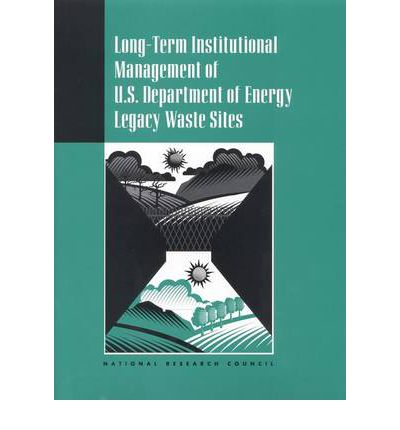 Long-Term Institutional
Management of
U.S. Department of Energy
Legacy Waste Sites
NATIONAL RESEARCH COUNCIL